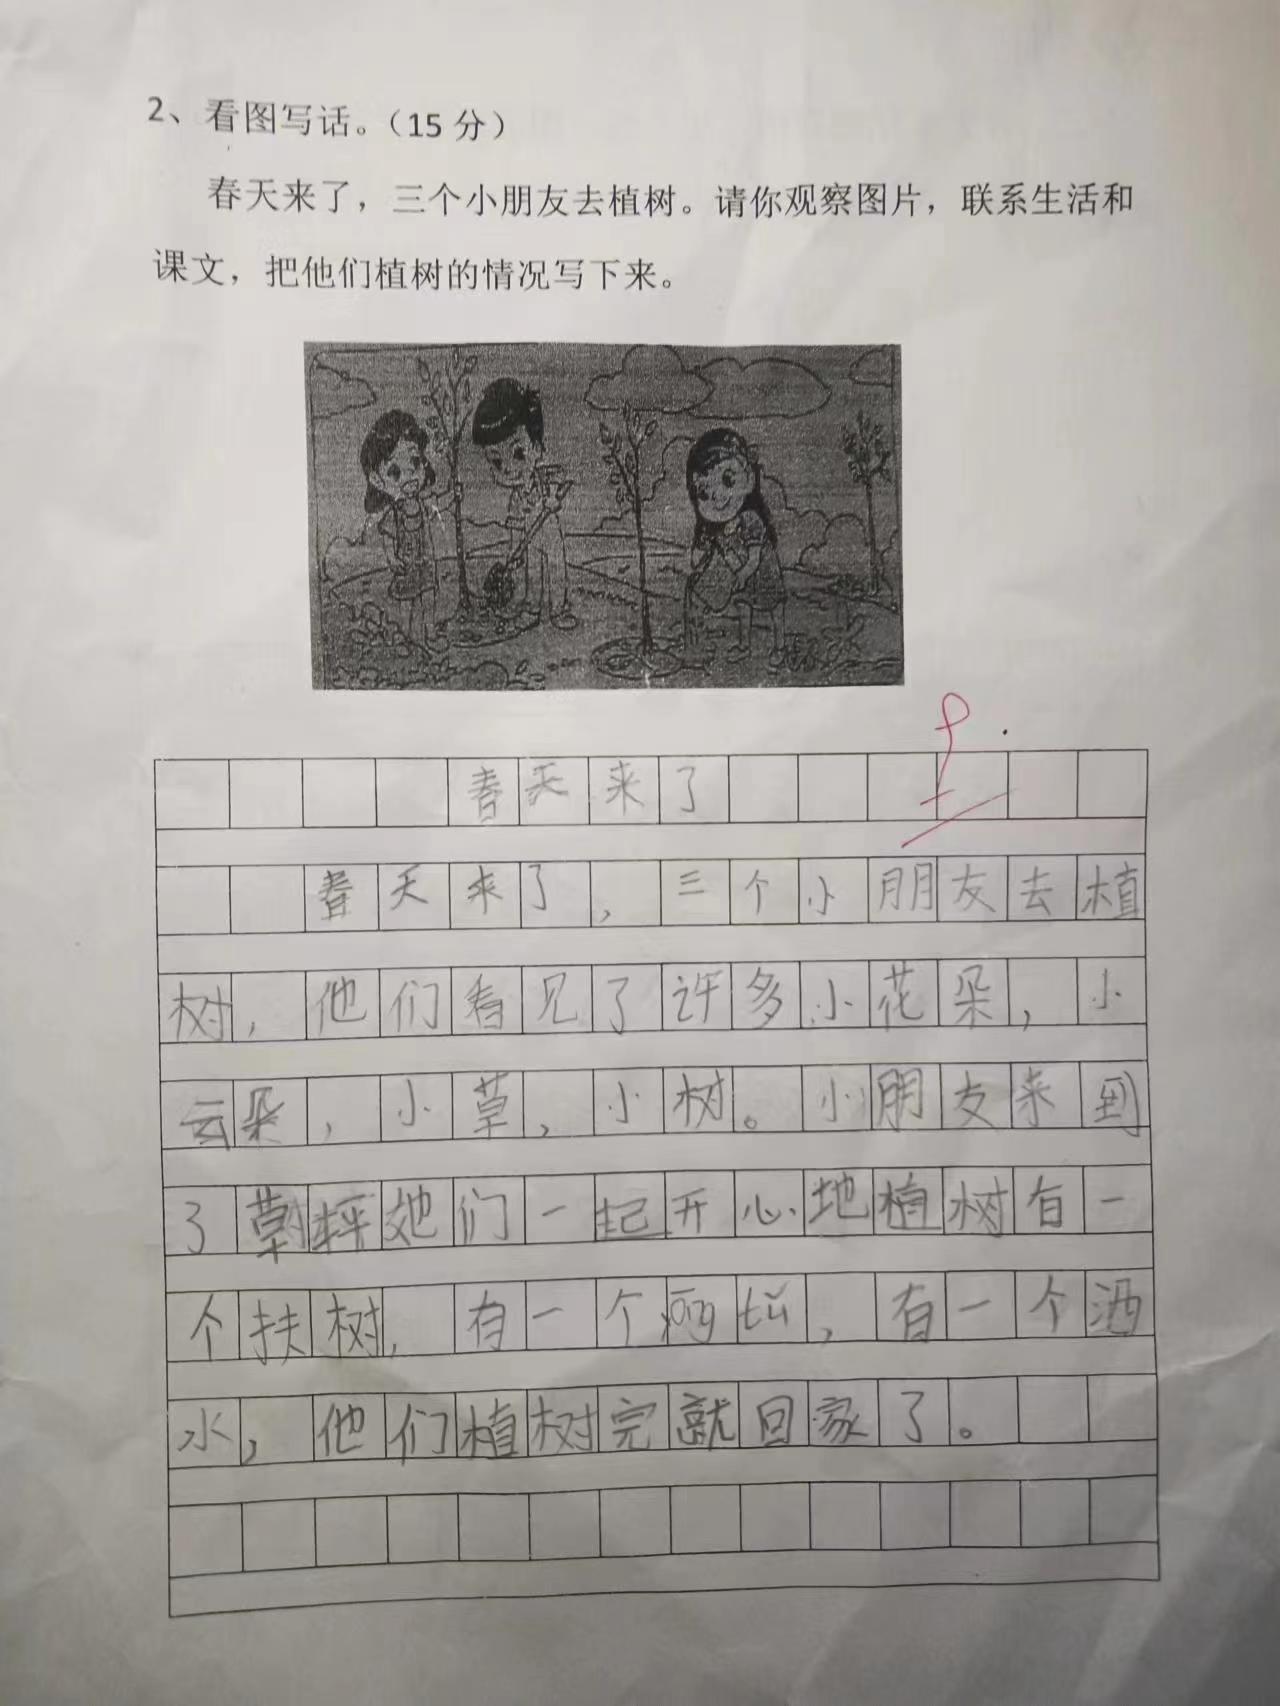 2、看图写话。（15 分）
春天来了，三个小朋友去植树。请你观察图片，联系生活和
课文，把他们植树的情况写下来。
春天来了
春天来了，三个小朋友去植
树，他们看见了许多小花朵，小
云朵，小草，小树。小朋友来到
了草坪她们一起开心地植树有一
个扶树，有一个，有一个洒
水，他们植树完就回家了。